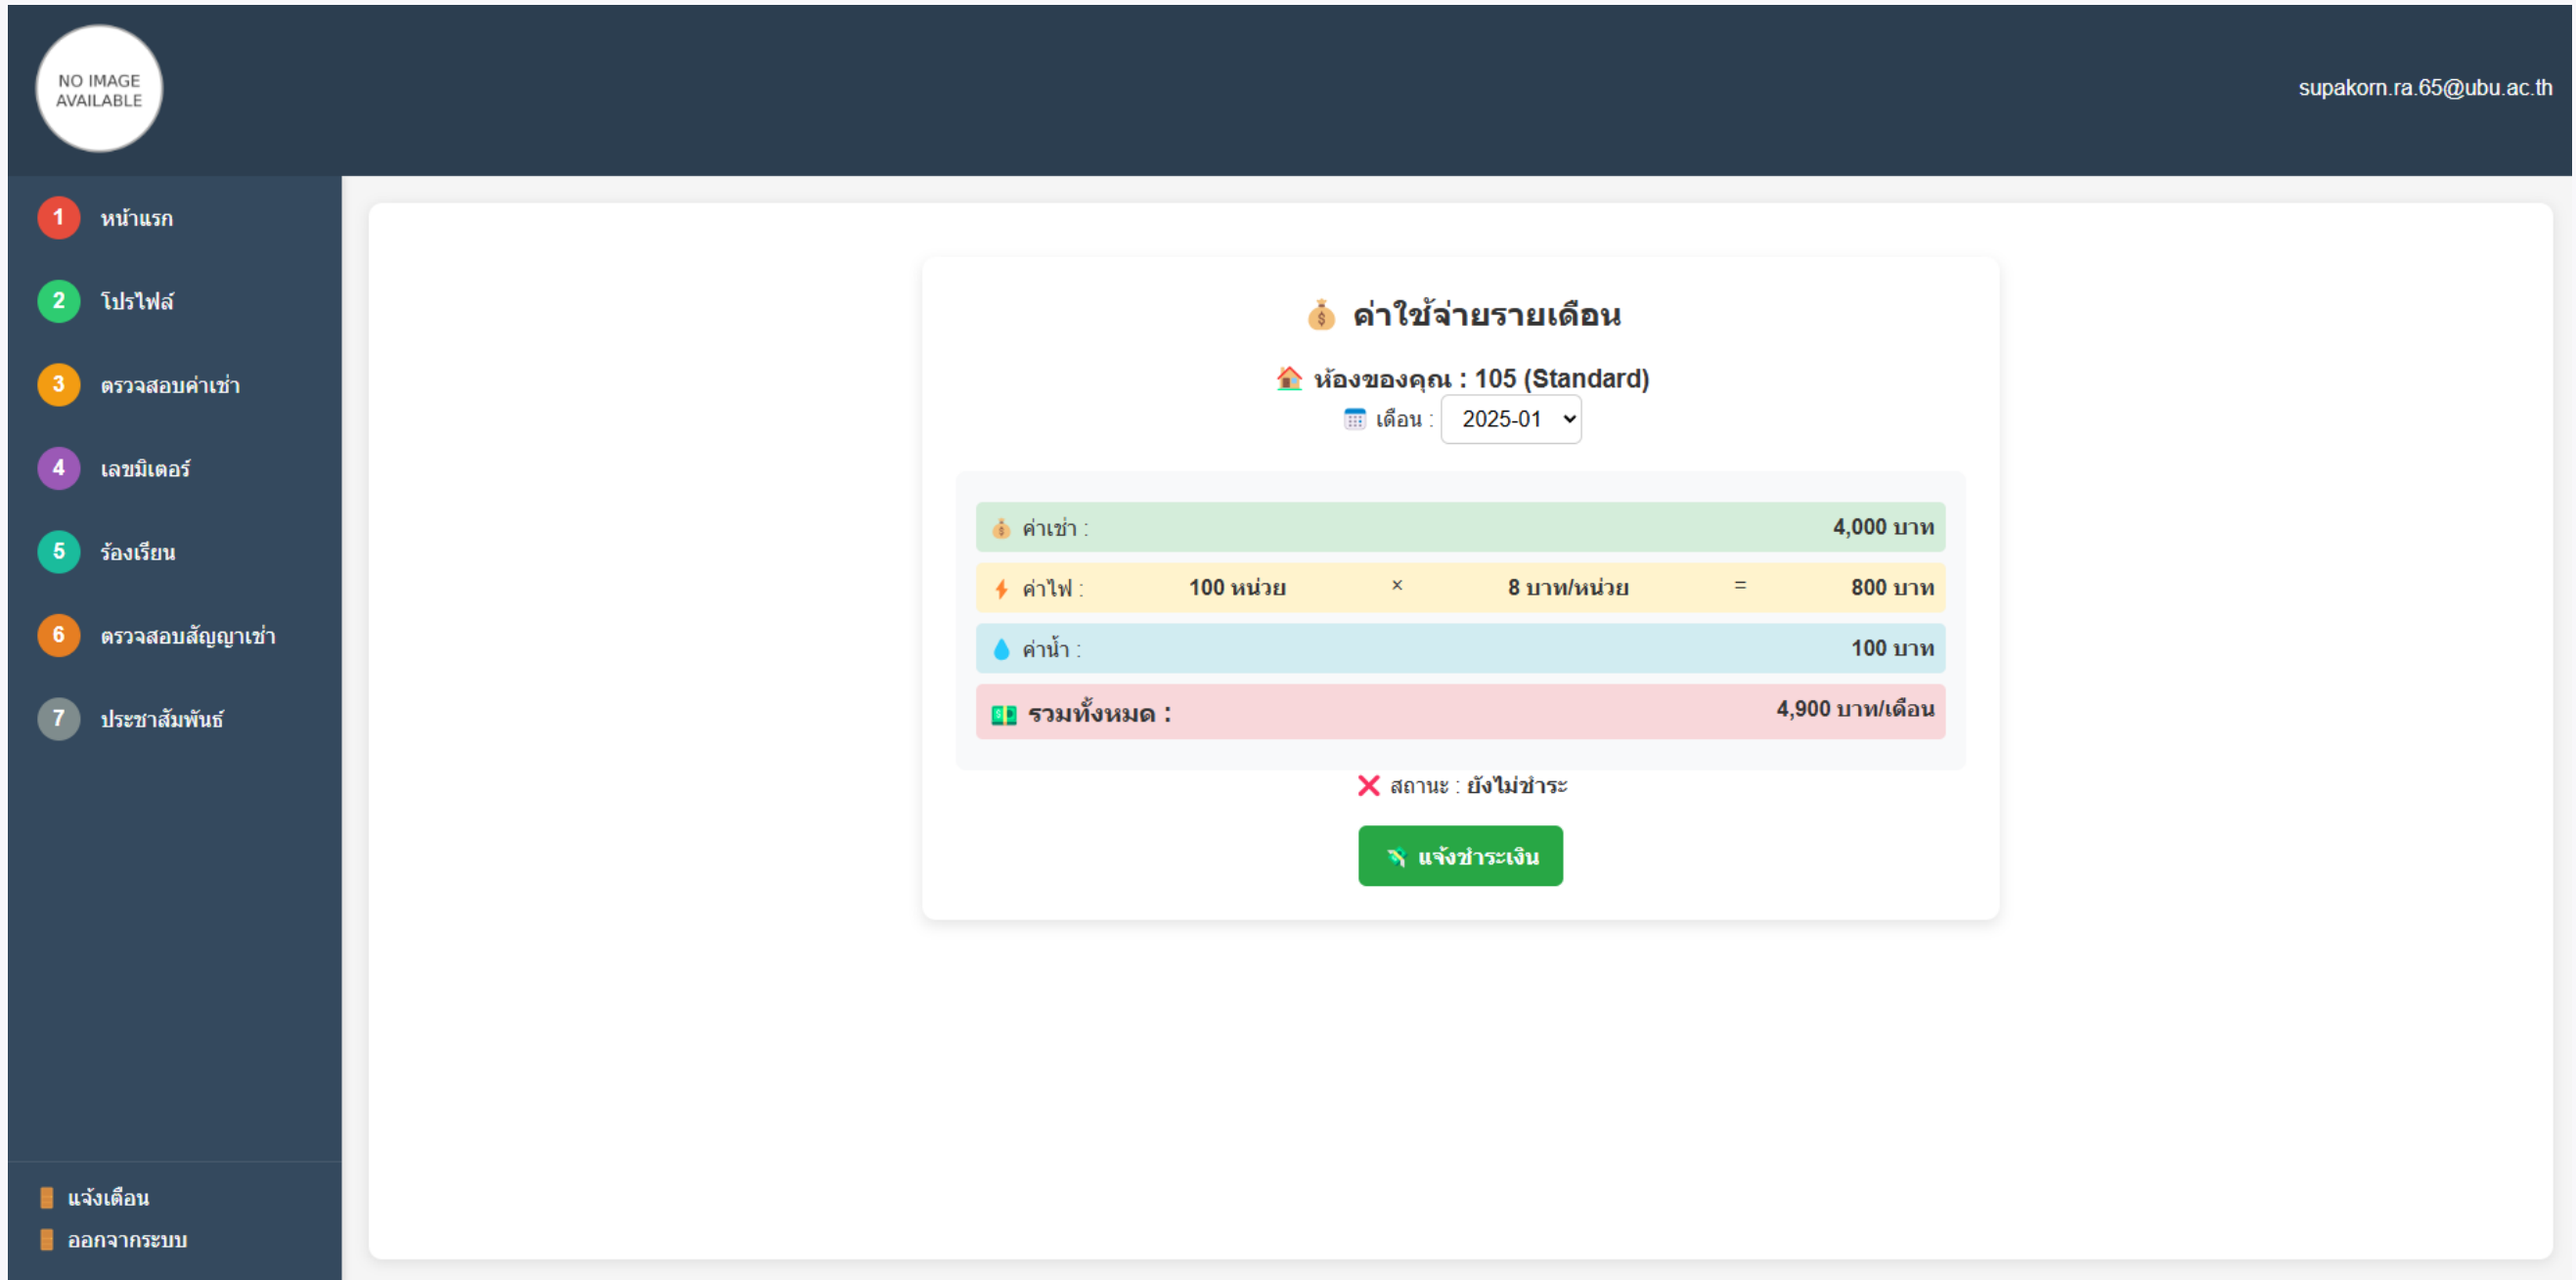 NO IMAGE
AVAILABLE
supakorn.ra.65@ubu.ac.th
1 หน้าแรก
2 โปรไฟล์
3 ตรวจสอบค่าเช่า
4 เลขมิเตอร์
5 ร้องเรียน
6 ตรวจสอบสัญญาเช่า
7 ประชาสัมพันธ์
แจ้งเตือน
ออกจากระบบ
ค่าใช้จ่ายรายเดือน
ห้องของคุณ : 105 (Standard)
เดือน : 2025-01
ค่าเช่า : 4,000 บาท
ค่าไฟ : 100 หน่วย × 8 บาท/หน่วย = 800 บาท
ค่าน้ำ : 100 บาท
รวมทั้งหมด : 4,900 บาท/เดือน
สถานะ : ยังไม่ชำระ
แจ้งชำระเงิน